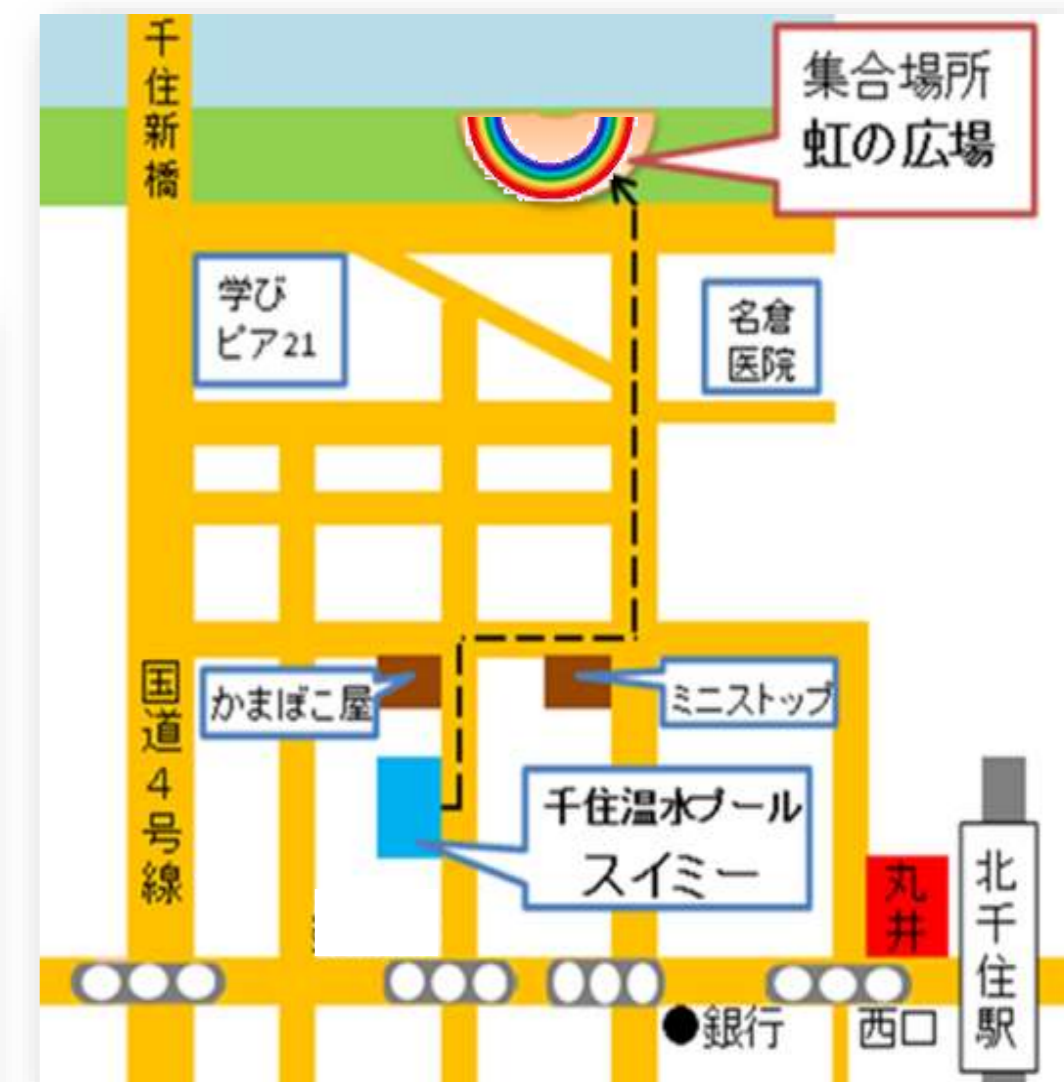 千住新橋
集合場所
虹の広場
学び
ピア21
名倉
医院
国道4号線
かまぼこ屋
ミニストップ
千住温水プール
スイミー
丸井
北千住駅
●銀行
西口